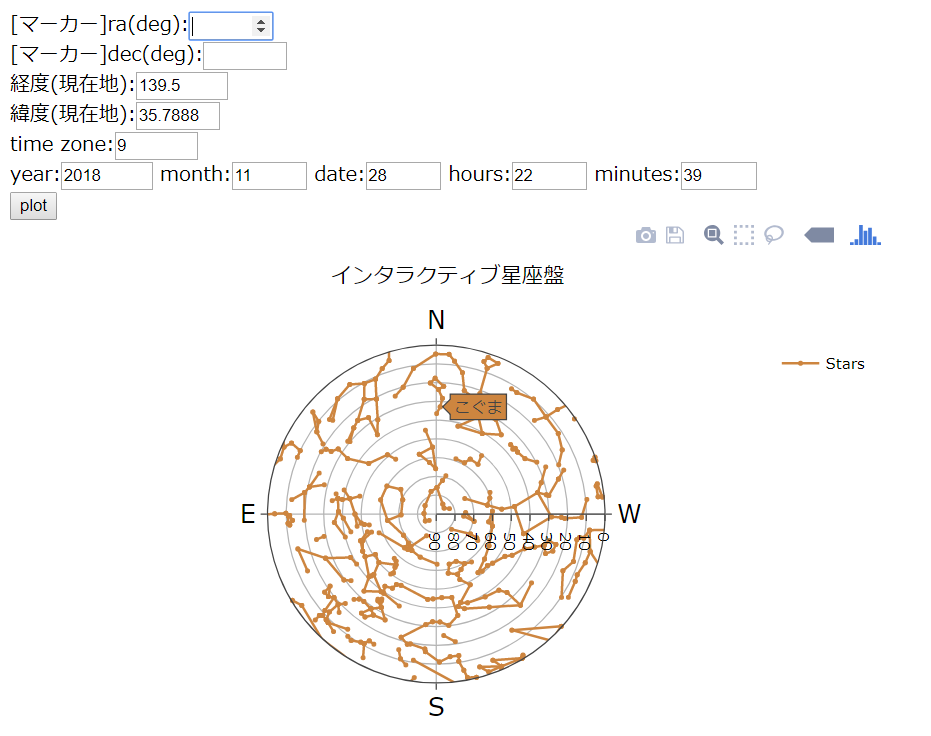 [マーカー]ra(deg):
[マーカー]dec(deg):
経度(現在地): 139.5
緯度(現在地): 35.7888
time zone: 9
year: 2018 month: 11 date: 28 hours: 22 minutes: 39
plot
インタラクティブ星座盤
N
Stars
こぐま
E
W
90 80 70 60 50 40 30 20 10 0
S